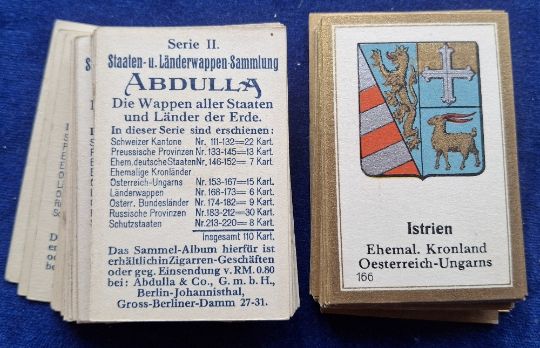 Serie II.
Staaten- u. Länderwappen-Sammlung
ABDULLA
Die Wappen aller Staaten
und Länder der Erde.
In dieser Serie sind erschienen:
Schweizer Kantone Nr. 111-132=22 Kart.
Preussische Provinzen Nr. 133-145=13 Kart.
Ehem. deutsche Staaten Nr. 146-152= 7 Kart.
Ehemalige Kronländer
Österreich-Ungarns Nr. 153-167=15 Kart.
Länderwappen Nr. 168-173= 6 Kart.
Österr. Bundesländer Nr. 174-182= 9 Kart.
Russische Provinzen Nr. 183-212=30 Kart.
Schutzstaaten Nr. 213-220= 8 Kart.
Insgesamt 110 Kart.
Das Sammel-Album hierfür ist
erhältlich in Zigarren-Geschäften
oder geg. Einsendung v. RM. 0.80
bei: Abdulla & Co., G. m. b. H.,
Berlin-Johannisthal,
Gross-Berliner-Damm 27-31.
Istrien
Ehemal. Kronland
Oesterreich-Ungarns
166